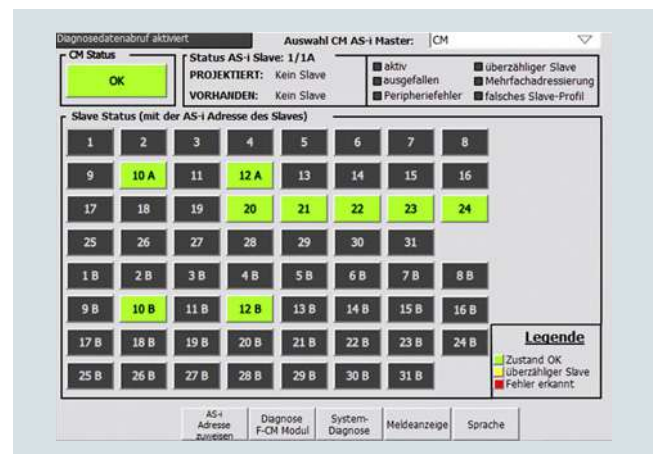 Diagnosedatenabruf aktiviert
Auswahl CM AS-i Master: CM
CM Status
OK
Status AS-i Slave: 1/1A
PROJEKTIERT: Kein Slave
VORHANDEN: Kein Slave
aktiv
ausgefallen
Peripheriefehler
überzähliger Slave
Mehrfachadressierung
falsches Slave-Profil
Slave Status (mit der AS-i Adresse des Slaves)
1 2 3 4 5 6 7 8
9 10 A 11 12 A 13 14 15 16
17 18 19 20 21 22 23 24
25 26 27 28 29 30 31
1 B 2 B 3 B 4 B 5 B 6 B 7 B 8 B
9 B 10 B 11 B 12 B 13 B 14 B 15 B 16 B
17 B 18 B 19 B 20 B 21 B 22 B 23 B 24 B
25 B 26 B 27 B 28 B 29 B 30 B 31 B
Legende
Zustand OK
überzähliger Slave
Fehler erkannt
AS-i
Adresse
zuweisen
Diagnose
F-CM Modul
System-
Diagnose
Meldeanzeige
Sprache